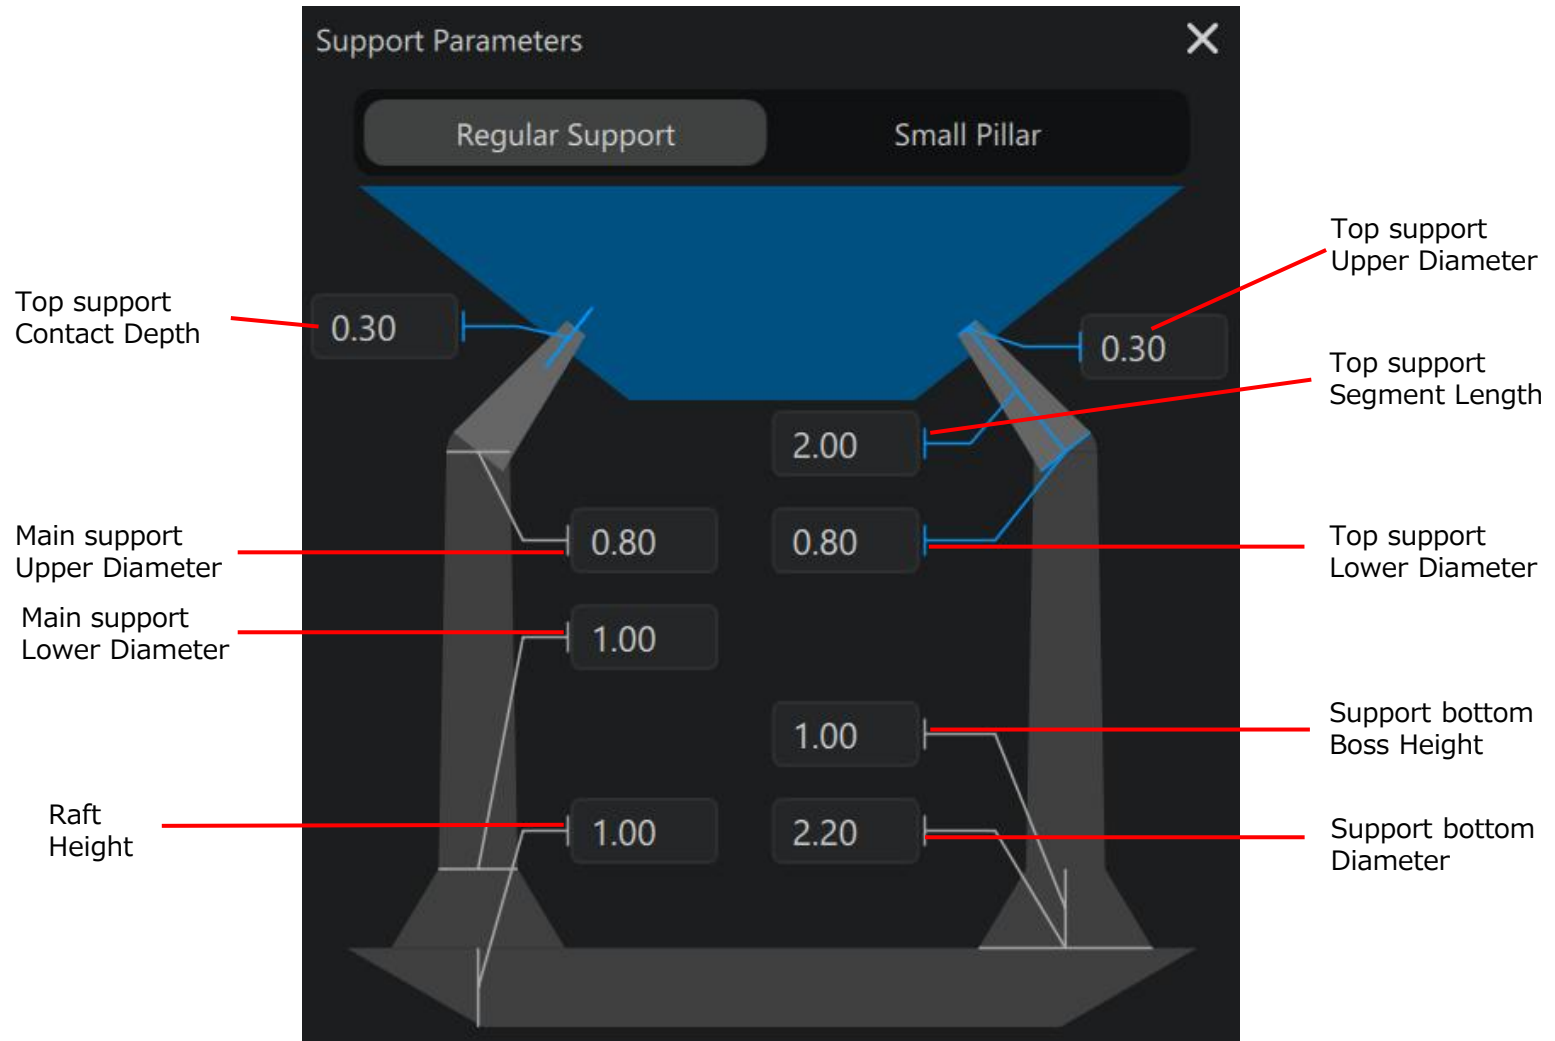 Support Parameters
Regular Support
Small Pillar
Top support
Upper Diameter
Top support
Contact Depth
0.30
0.30
Top support
Segment Length
2.00
Main support
Upper Diameter
0.80
0.80
Top support
Lower Diameter
Main support
Lower Diameter
1.00
1.00
Support bottom
Boss Height
Raft
Height
1.00
2.20
Support bottom
Diameter